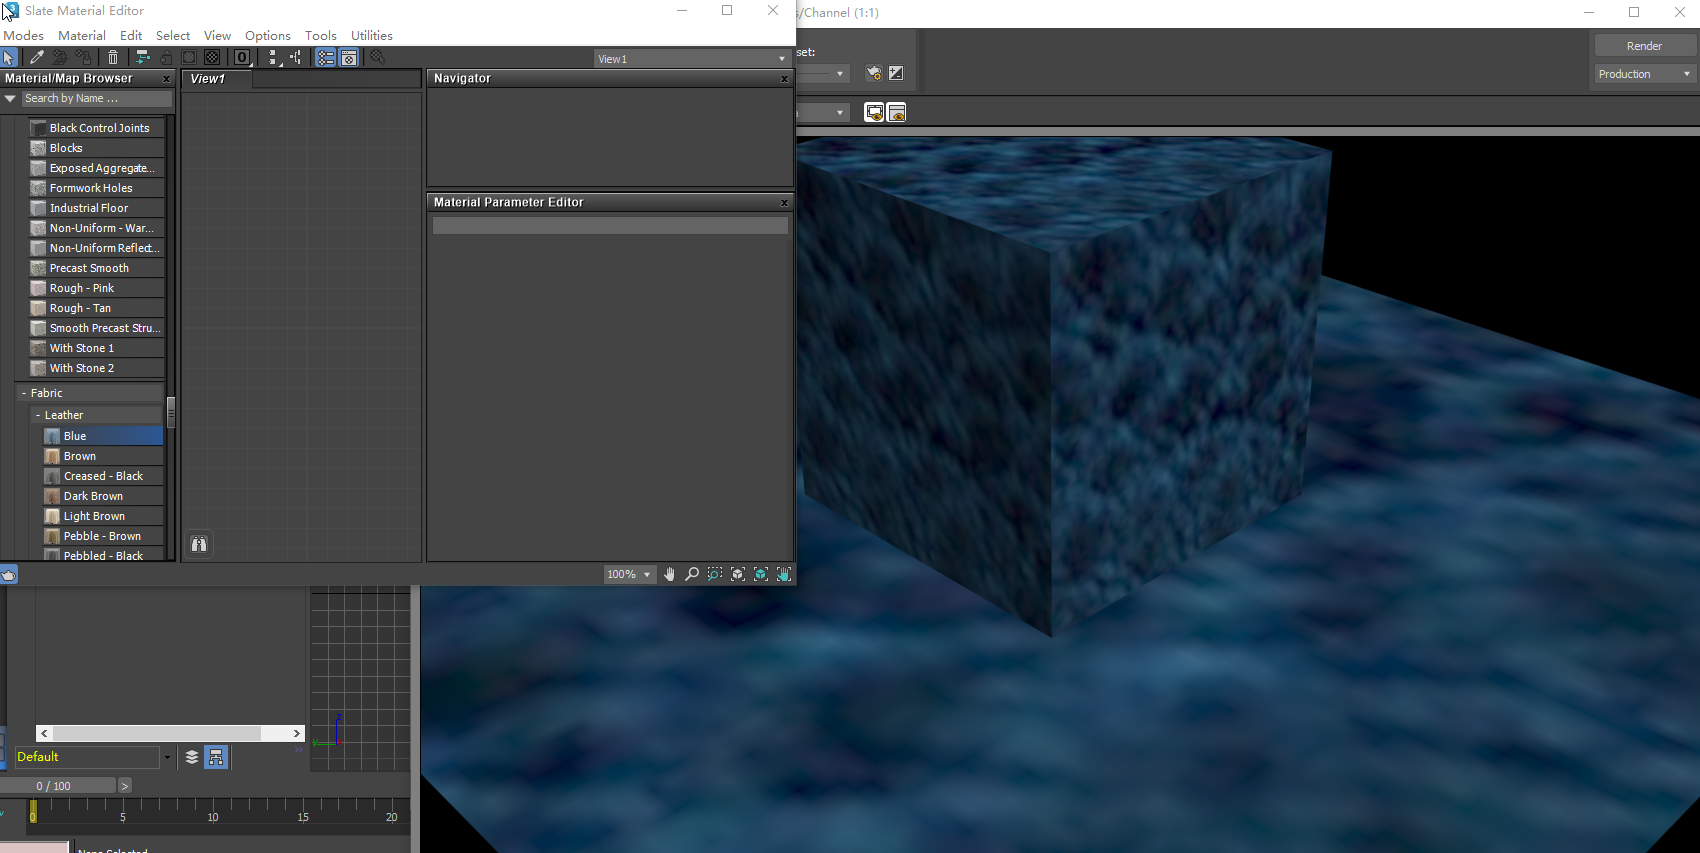 Slate Material Editor
/Channel (1:1)
Modes Material Edit Select View Options Tools Utilities
set:
Render
View1
Production
Material/Map Browser x
View1
Navigator x
Search by Name ...
Black Control Joints
Blocks
Exposed Aggregate...
Formwork Holes
Material Parameter Editor x
Industrial Floor
Non-Uniform - War...
Non-Uniform Reflect...
Precast Smooth
Rough - Pink
Rough - Tan
Smooth Precast Stru...
With Stone 1
With Stone 2
- Fabric
- Leather
Blue
Brown
Creased - Black
Dark Brown
Light Brown
Pebble - Brown
Pebbled - Black
100%
z
y
Default
0 / 100 >
0 5 10 15 20
None Selected